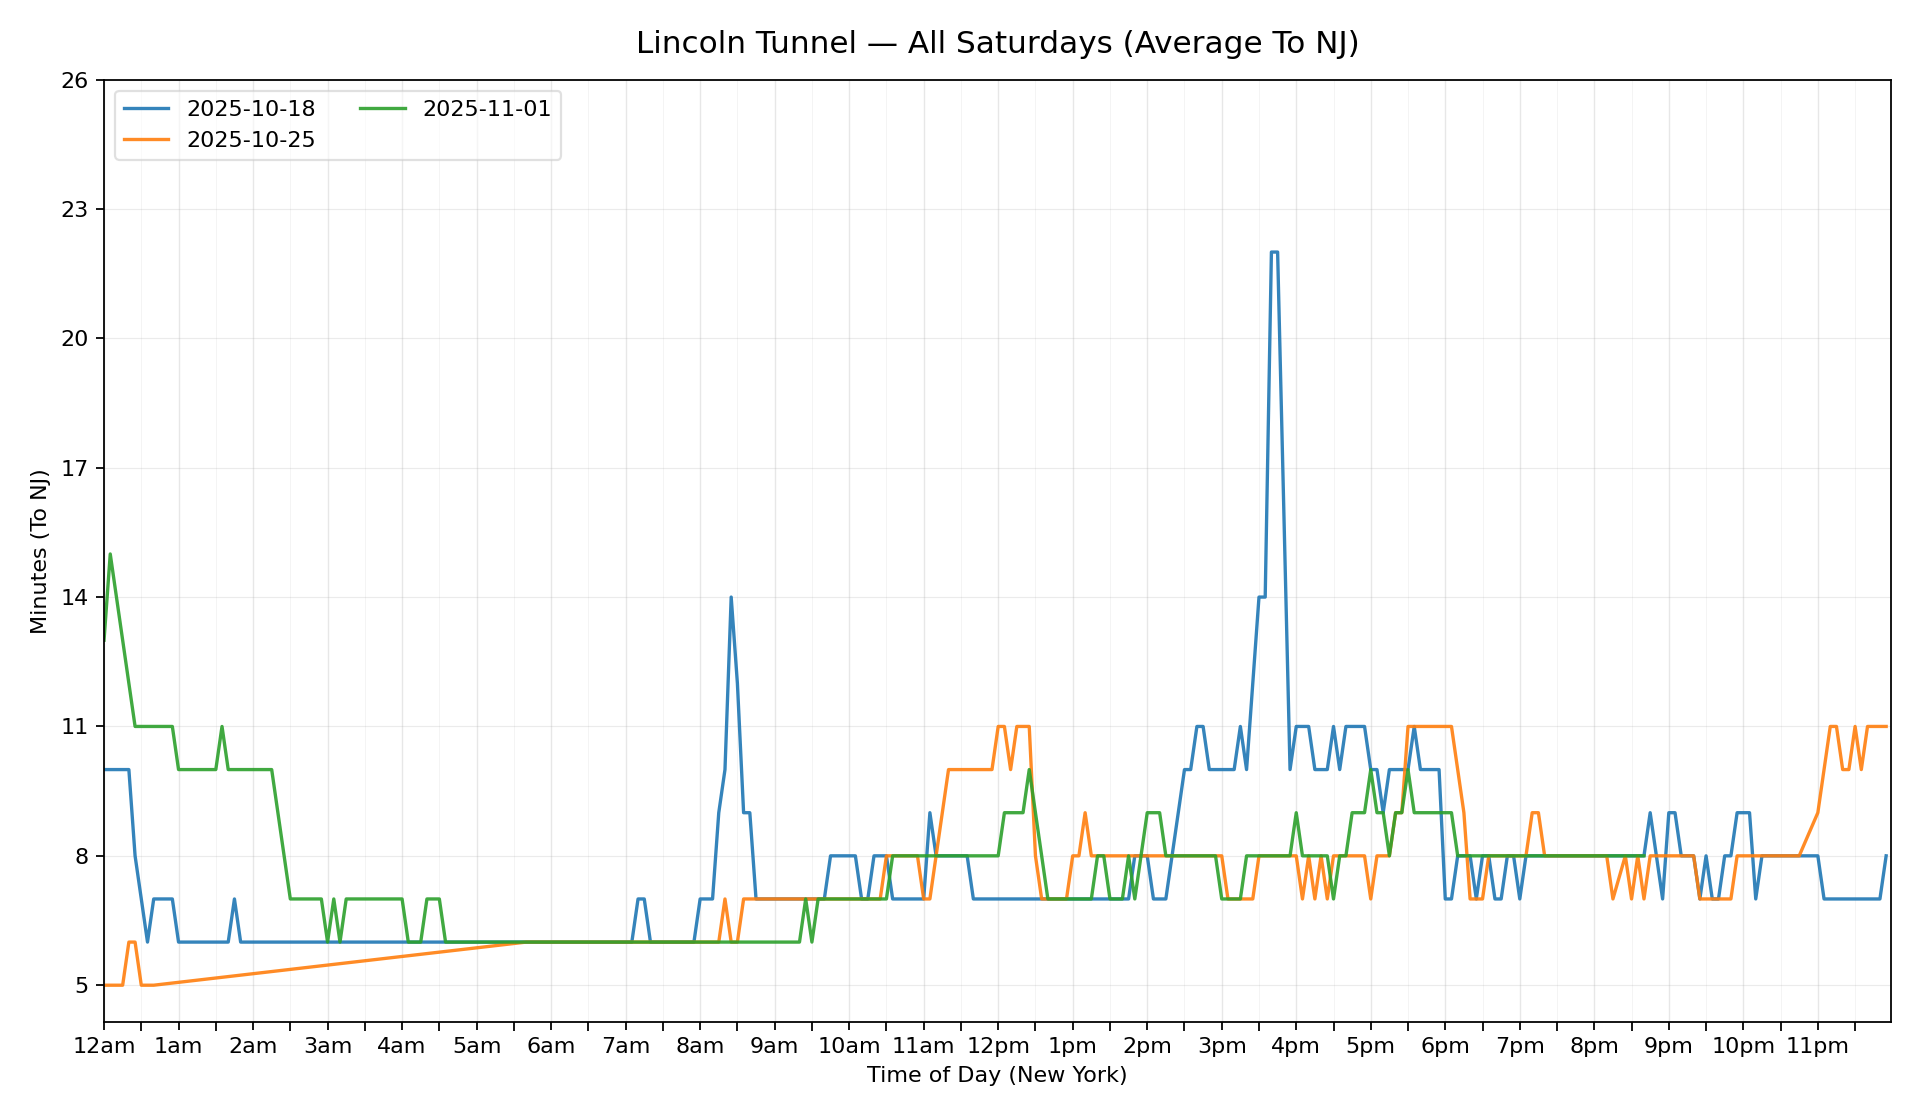 Lincoln Tunnel — All Saturdays (Average To NJ)
2025-10-18
2025-10-25
2025-11-01
Minutes (To NJ)
26
23
20
17
14
11
8
5
12am 1am 2am 3am 4am 5am 6am 7am 8am 9am 10am 11am 12pm 1pm 2pm 3pm 4pm 5pm 6pm 7pm 8pm 9pm 10pm 11pm
Time of Day (New York)